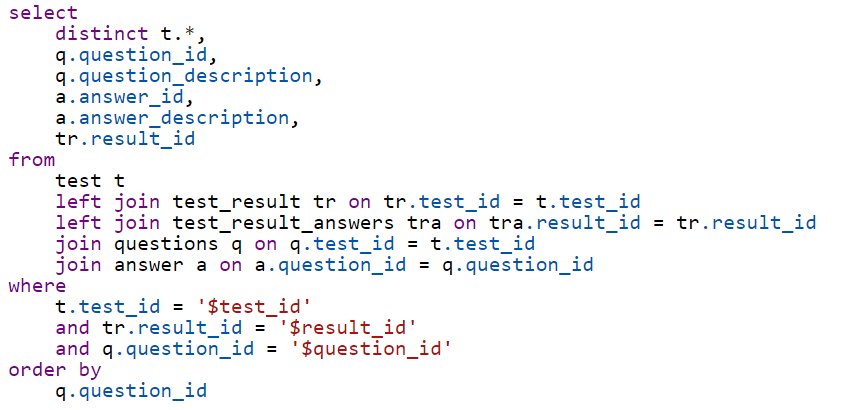 select
    distinct t.*,
    q.question_id,
    q.question_description,
    a.answer_id,
    a.answer_description,
    tr.result_id
from
    test t
    left join test_result tr on tr.test_id = t.test_id
    left join test_result_answers tra on tra.result_id = tr.result_id
    join questions q on q.test_id = t.test_id
    join answer a on a.question_id = q.question_id
where
    t.test_id = '$test_id'
    and tr.result_id = '$result_id'
    and q.question_id = '$question_id'
order by
    q.question_id